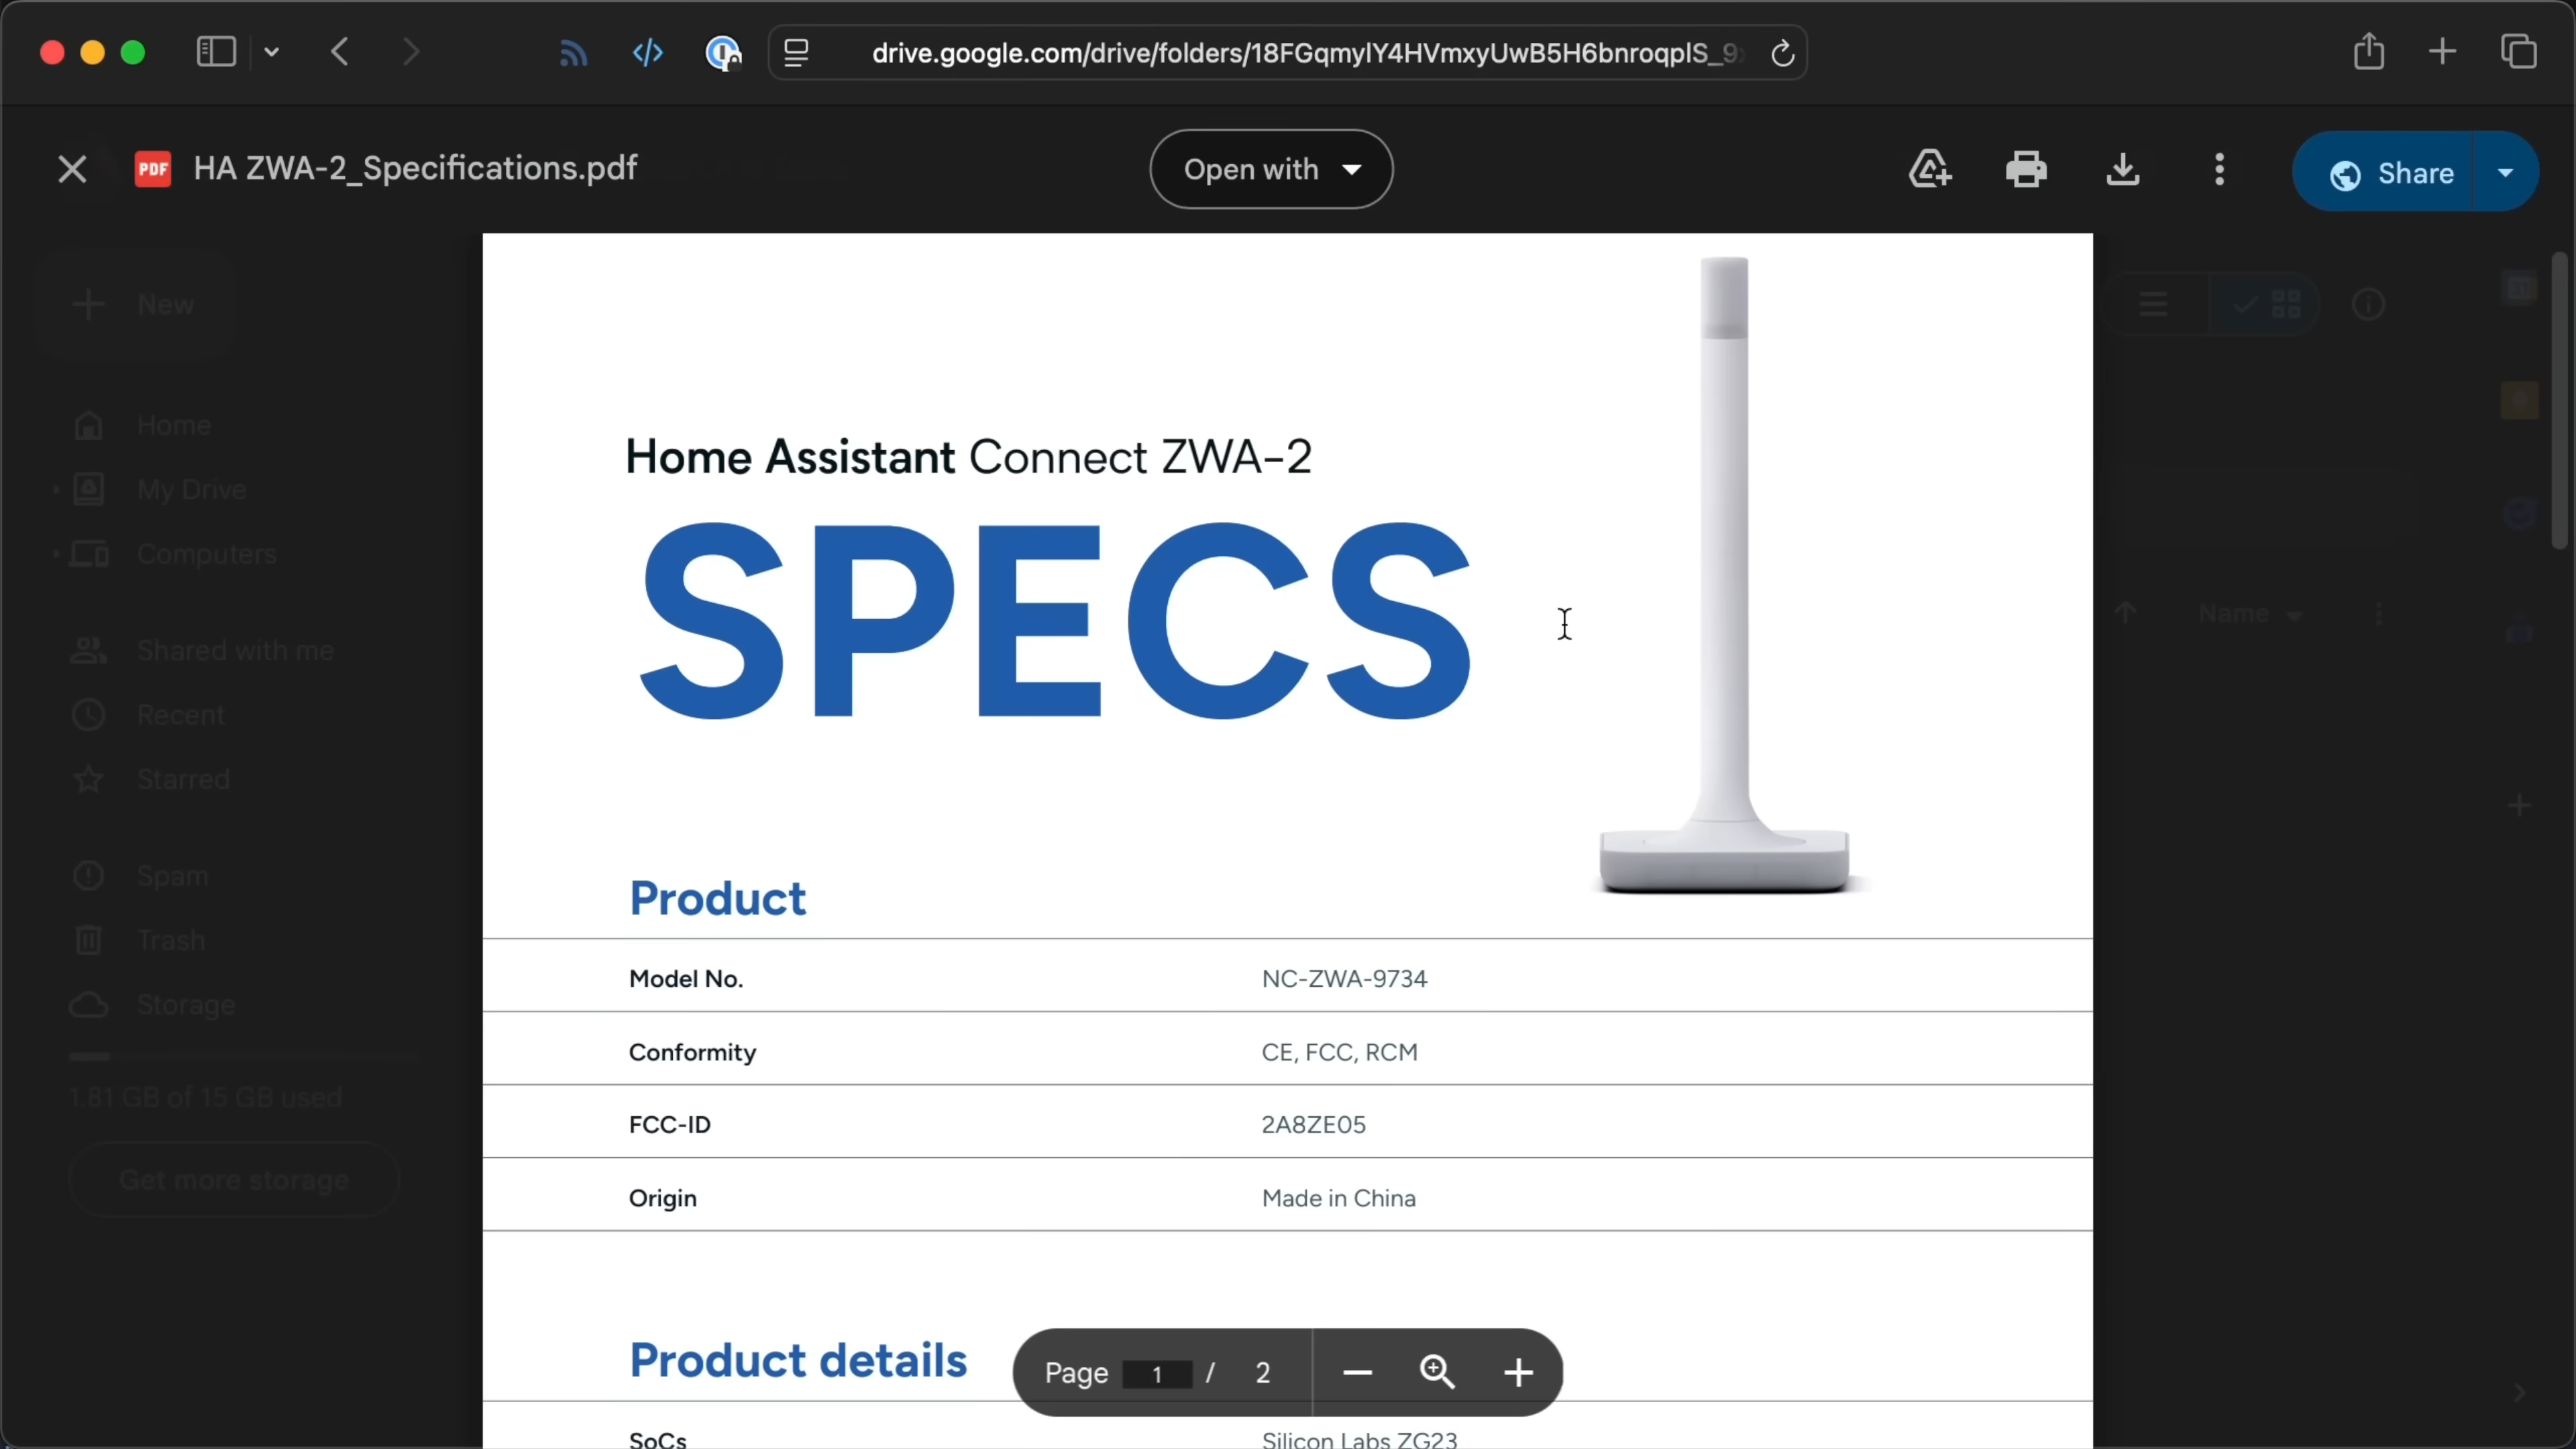 drive.google.com/drive/folders/18FGqmylY4HVmxyUwB5H6bnroqplS_9
PDF HA ZWA-2_Specifications.pdf
Open with
Share
New
Home
My Drive
Computers
Shared with me
Recent
Starred
Spam
Trash
Storage
1.81 GB of 15 GB used
Get more storage
Name
Home Assistant Connect ZWA-2
SPECS
Product
Model No. NC-ZWA-9734
Conformity CE, FCC, RCM
FCC-ID 2A8ZE05
Origin Made in China
Product details
SoCs Silicon Labs ZG23
Page 1 / 2